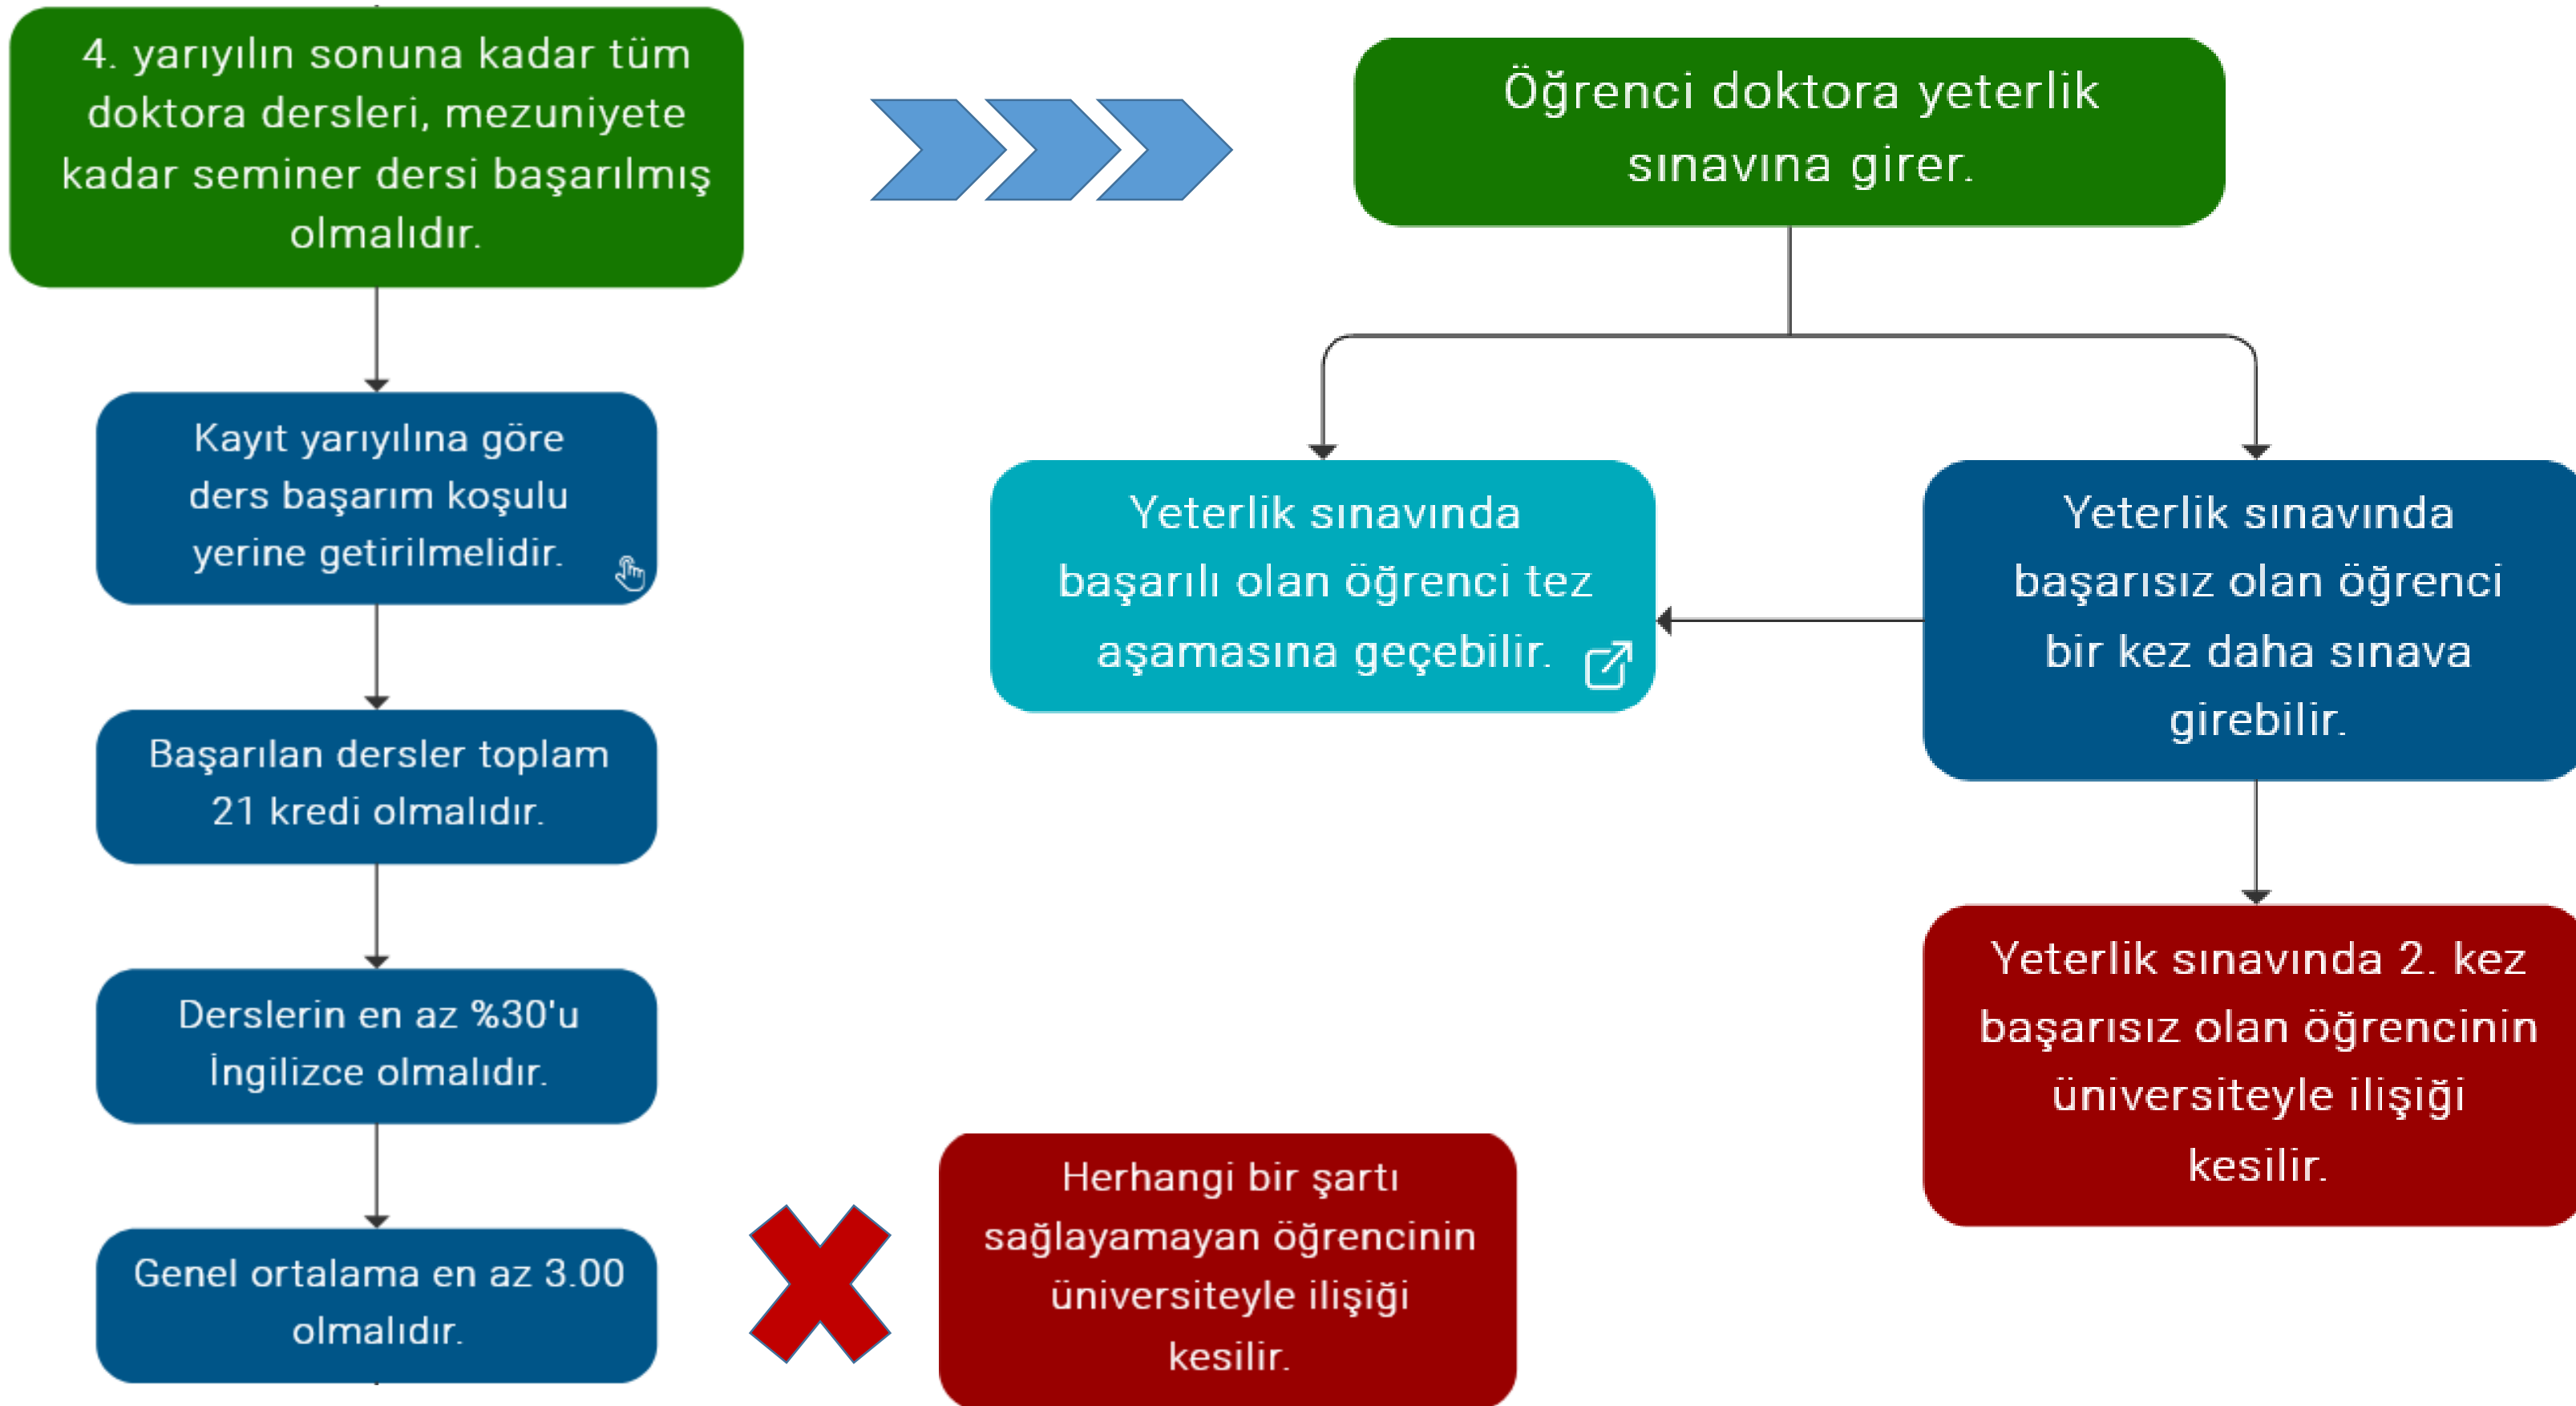 4. yarıyılın sonuna kadar tüm
doktora dersleri, mezuniyete
kadar seminer dersi başarılmış
olmalıdır.
Kayıt yarıyılına göre
ders başarım koşulu
yerine getirilmelidir.
Başarılan dersler toplam
21 kredi olmalıdır.
Derslerin en az %30'u
İngilizce olmalıdır.
Genel ortalama en az 3.00
olmalıdır.
Herhangi bir şartı
sağlayamayan öğrencinin
üniversiteyle ilişiği
kesilir.
Öğrenci doktora yeterlik
sınavına girer.
Yeterlik sınavında
başarılı olan öğrenci tez
aşamasına geçebilir.
Yeterlik sınavında
başarısız olan öğrenci
bir kez daha sınava
girebilir.
Yeterlik sınavında 2. kez
başarısız olan öğrencinin
üniversiteyle ilişiği
kesilir.